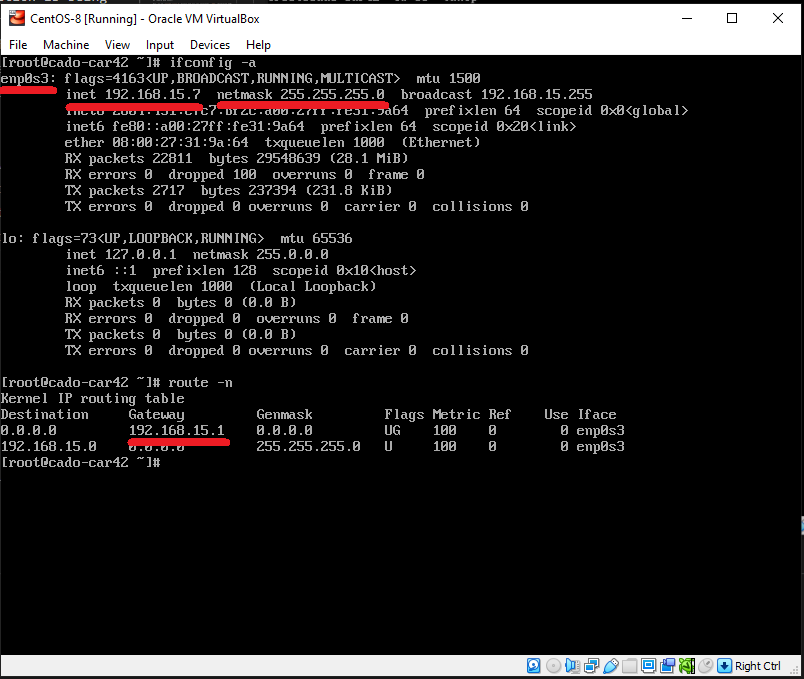 CentOS-8 [Running] - Oracle VM VirtualBox
File Machine View Input Devices Help
[root@cado-car42 ~]# ifconfig -a
enp0s3: flags=4163<UP,BROADCAST,RUNNING,MULTICAST>  mtu 1500
        inet 192.168.15.7  netmask 255.255.255.0  broadcast 192.168.15.255
        prefixlen 64  scopeid 0x0<global>
        inet6 fe80::a00:27ff:fe31:9a64  prefixlen 64  scopeid 0x20<link>
        ether 08:00:27:31:9a:64  txqueuelen 1000  (Ethernet)
        RX packets 22811  bytes 29548639 (28.1 MiB)
        RX errors 0  dropped 100  overruns 0  frame 0
        TX packets 2717  bytes 237394 (231.8 KiB)
        TX errors 0  dropped 0 overruns 0  carrier 0  collisions 0
lo: flags=73<UP,LOOPBACK,RUNNING>  mtu 65536
        inet 127.0.0.1  netmask 255.0.0.0
        inet6 ::1  prefixlen 128  scopeid 0x10<host>
        loop  txqueuelen 1000  (Local Loopback)
        RX packets 0  bytes 0 (0.0 B)
        RX errors 0  dropped 0  overruns 0  frame 0
        TX packets 0  bytes 0 (0.0 B)
        TX errors 0  dropped 0 overruns 0  carrier 0  collisions 0
[root@cado-car42 ~]# route -n
Kernel IP routing table
Destination     Gateway         Genmask         Flags Metric Ref    Use Iface
0.0.0.0         192.168.15.1    0.0.0.0         UG    100    0        0 enp0s3
192.168.15.0    0.0.0.0         255.255.255.0   U     100    0        0 enp0s3
[root@cado-car42 ~]#
Right Ctrl